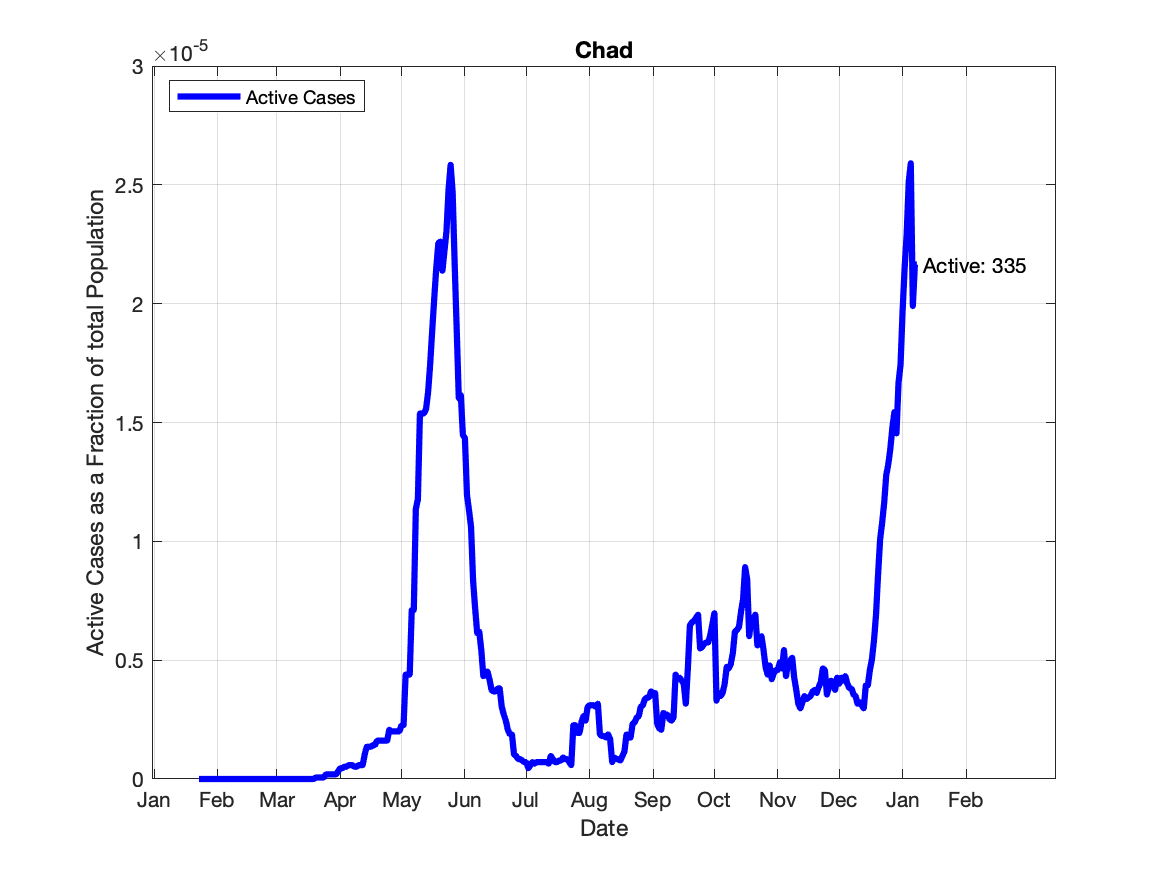 Chad
×10-5
Active Cases
Active: 335
3
2.5
2
1.5
1
0.5
0
Active Cases as a Fraction of total Population
Jan Feb Mar Apr May Jun Jul Aug Sep Oct Nov Dec Jan Feb
Date